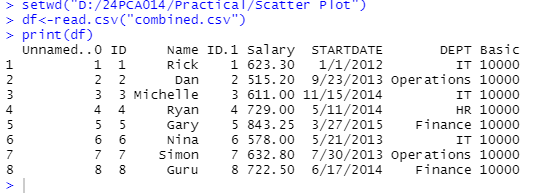 > setwd("D:/24PCA014/Practical/Scatter Plot")
> df<-read.csv("combined.csv")
> print(df)
  Unnamed..0 ID     Name ID.1 Salary  STARTDATE       DEPT Basic
1          1  1     Rick    1 623.30   1/1/2012         IT 10000
2          2  2      Dan    2 515.20  9/23/2013 Operations 10000
3          3  3 Michelle    3 611.00 11/15/2014         IT 10000
4          4  4     Ryan    4 729.00  5/11/2014         HR 10000
5          5  5     Gary    5 843.25  3/27/2015    Finance 10000
6          6  6     Nina    6 578.00  5/21/2013         IT 10000
7          7  7    Simon    7 632.80  7/30/2013 Operations 10000
8          8  8     Guru    8 722.50  6/17/2014    Finance 10000
>